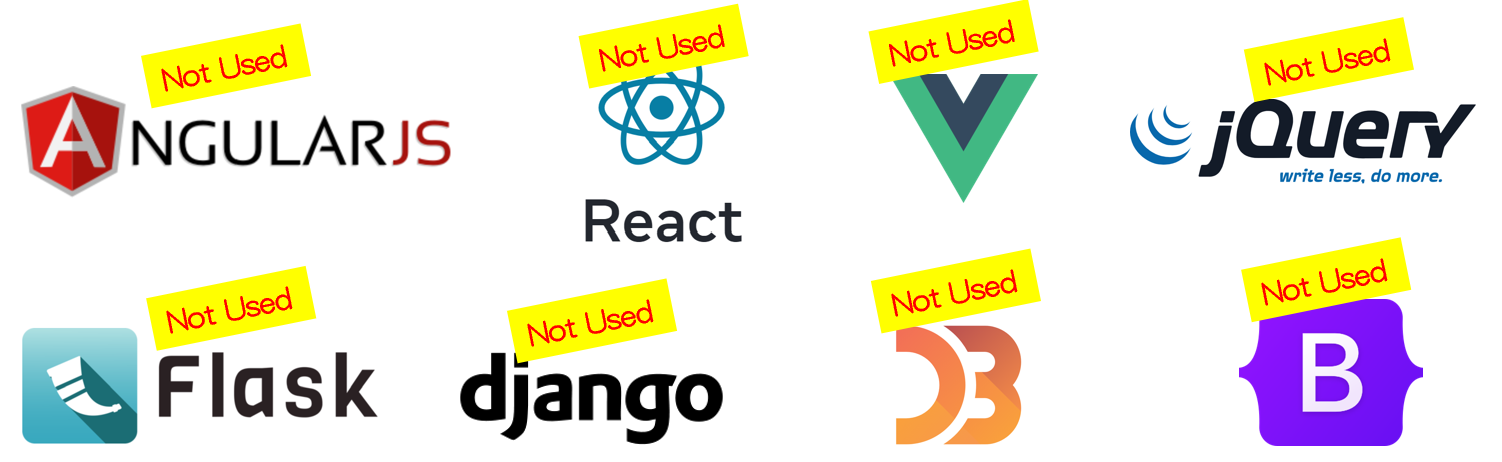 Not Used
Not Used
Not Used
Not Used
ANGULARJS
jQuery
write less, do more.
React
Not Used
Not Used
Not Used
Not Used
Flask
django
D3
B